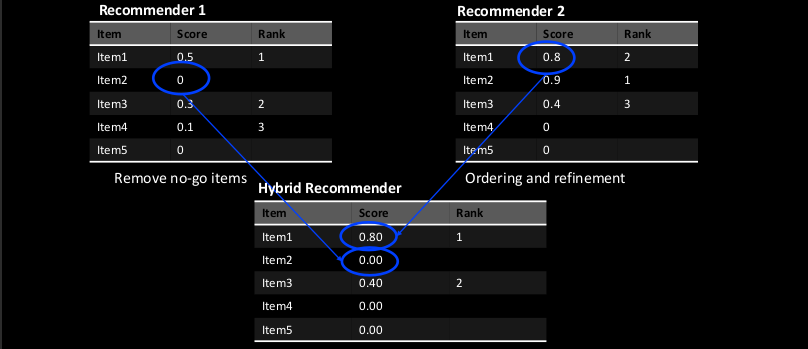 Recommender 1
Item Score Rank
Item1 0.5 1
Item2 0
Item3 0.3 2
Item4 0.1 3
Item5 0
Remove no-go items
Recommender 2
Item Score Rank
Item1 0.8 2
Item2 0.9 1
Item3 0.4 3
Item4 0
Item5 0
Ordering and refinement
Hybrid Recommender
Item Score Rank
Item1 0.80 1
Item2 0.00
Item3 0.40 2
Item4 0.00
Item5 0.00